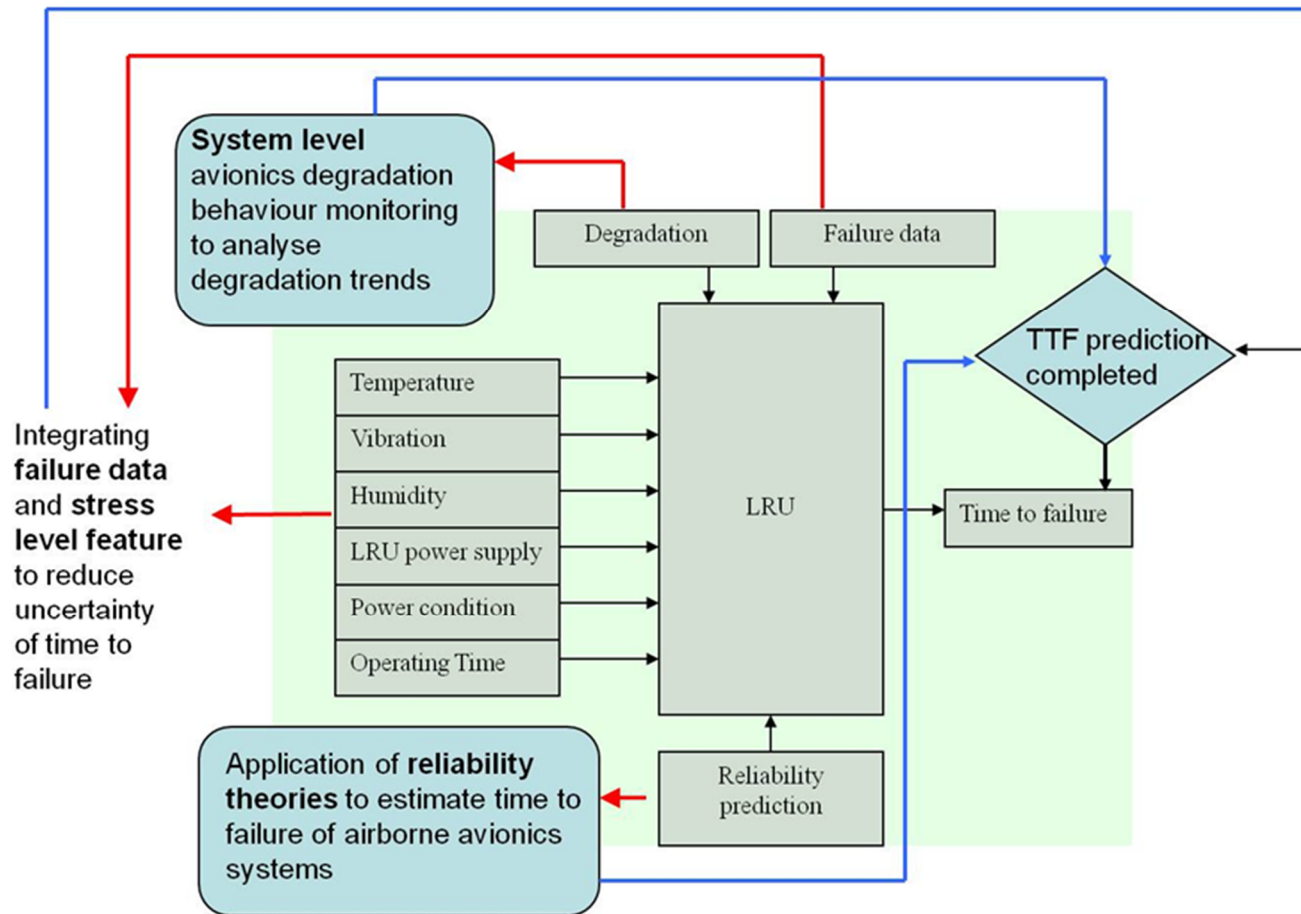 System level
avionics degradation
behaviour monitoring
to analyse
degradation trends
Degradation
Failure data
TTF prediction
completed
Temperature
Vibration
Humidity
LRU power supply
Power condition
Operating Time
LRU
Time to failure
Integrating
failure data
and stress
level feature
to reduce
uncertainty
of time to
failure
Application of reliability
theories to estimate time to
failure of airborne avionics
systems
Reliability
prediction